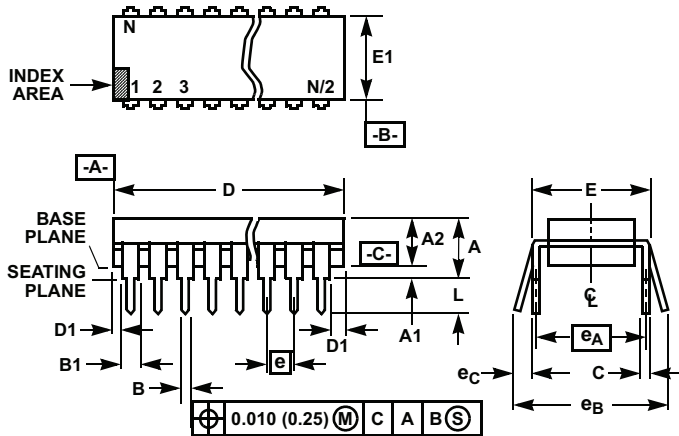 N
E1
INDEX
AREA
1 2 3 N/2
-B-
-A-
D
E
BASE
PLANE
A2
A
-C-
SEATING
PLANE
L
C L
D1
A1
D1
eA
B1
e
eC
C
B
eB
0.010 (0.25) M C A B S